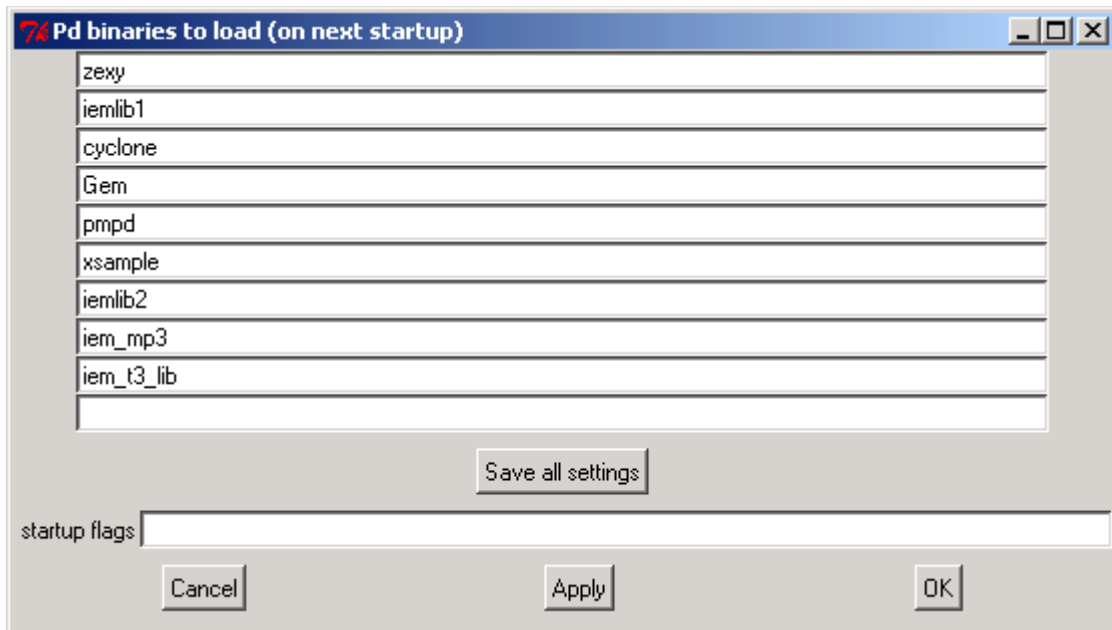 Pd binaries to load (on next startup)
zexy
iemlib1
cyclone
Gem
pmpd
xsample
iemlib2
iem_mp3
iem_t3_lib
Save all settings
startup flags
Cancel Apply OK